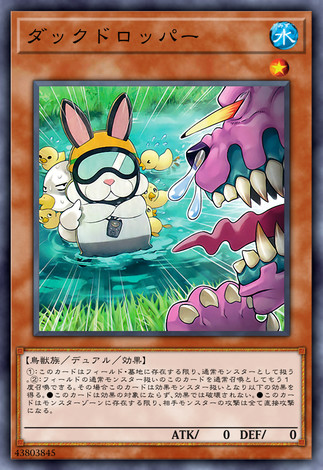 ダックドロッパー
水
【鳥獣族／デュアル／効果】
①：このカードはフィールド・墓地に存在する限り、通常モンスターとして扱う。
②：フィールドの通常モンスター扱いのこのカードを通常召喚としてもう１
度召喚できる。その場合このカードは効果モンスター扱いとなり以下の効果を
得る。●このカードは効果の対象にならず、効果では破壊されない。●このカ
ードはモンスターゾーンに存在する限り、相手モンスターの攻撃は全て直接攻撃
になる。
ATK/ 0 DEF/ 0
43803845